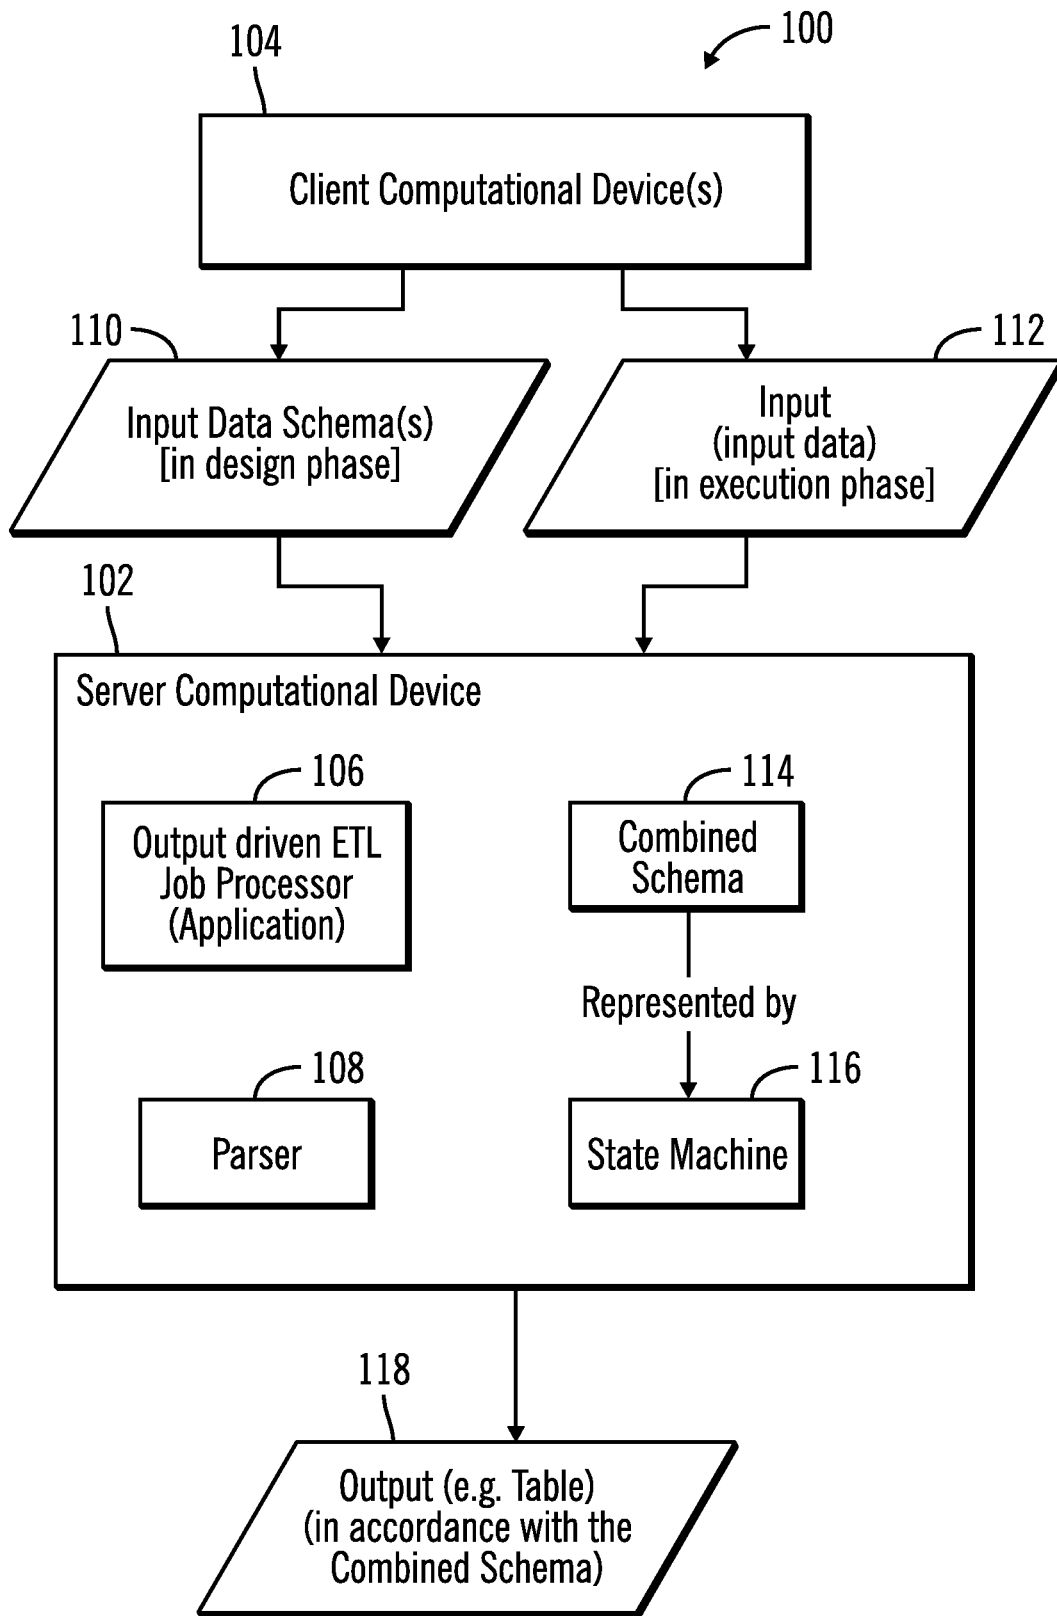 100
104
Client Computational Device(s)
110
112
Input Data Schema(s)
[in design phase]
Input
(input data)
[in execution phase]
102
Server Computational Device
106
114
Output driven ETL
Job Processor
(Application)
Combined
Schema
Represented by
108
116
Parser
State Machine
118
Output (e.g. Table)
(in accordance with the
Combined Schema)